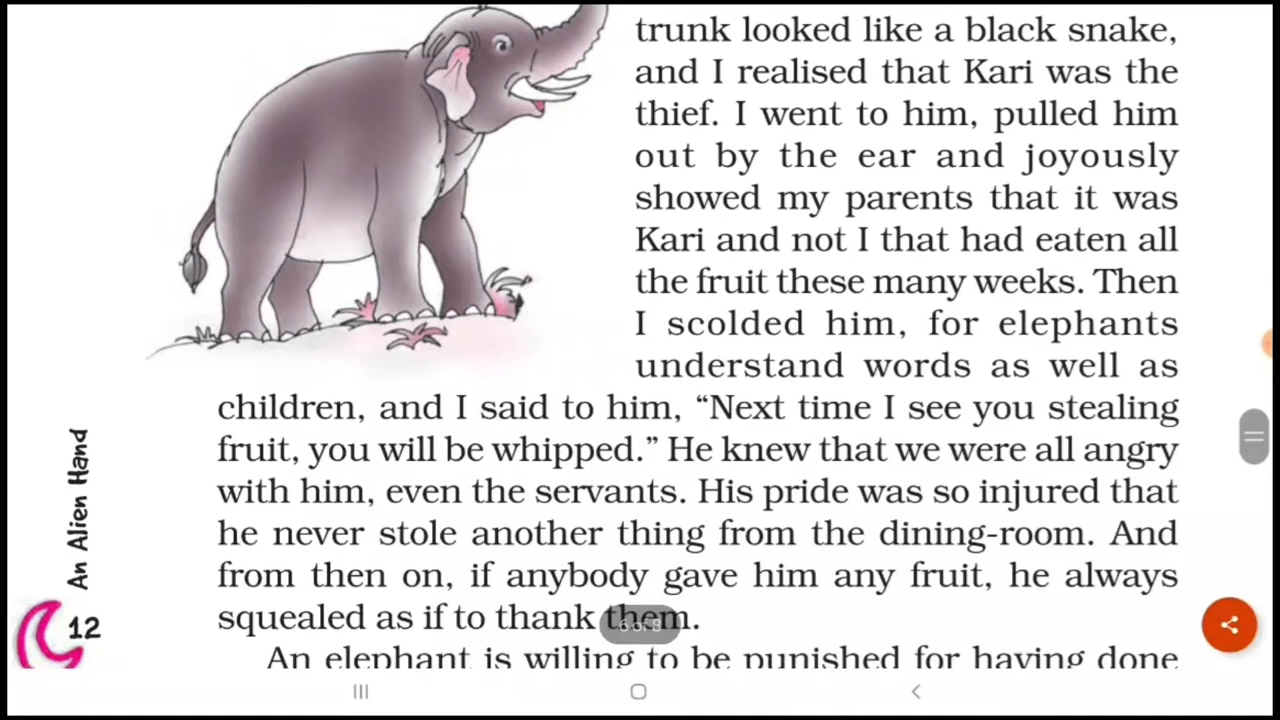 trunk looked like a black snake,
and I realised that Kari was the
thief. I went to him, pulled him
out by the ear and joyously
showed my parents that it was
Kari and not I that had eaten all
the fruit these many weeks. Then
I scolded him, for elephants
understand words as well as
children, and I said to him, “Next time I see you stealing
fruit, you will be whipped.” He knew that we were all angry
with him, even the servants. His pride was so injured that
he never stole another thing from the dining-room. And
from then on, if anybody gave him any fruit, he always
squealed as if to thank them.
An elephant is willing to be punished for having done
An Alien Hand
12
6 of 8